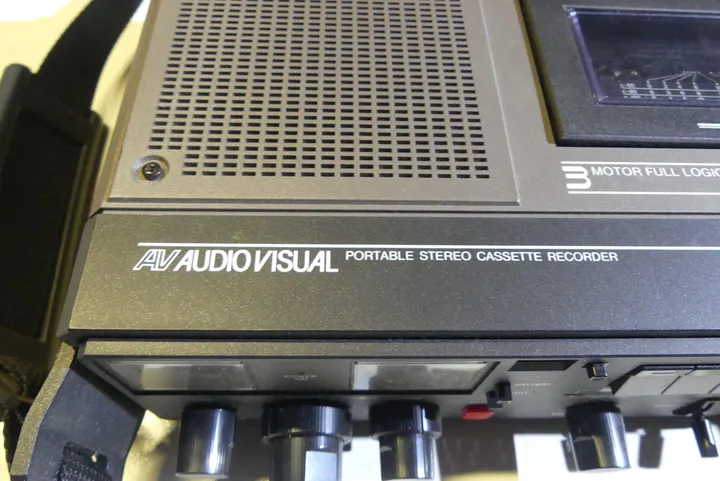 3 MOTOR FULL LOGIC
AV AUDIO VISUAL PORTABLE STEREO CASSETTE RECORDER